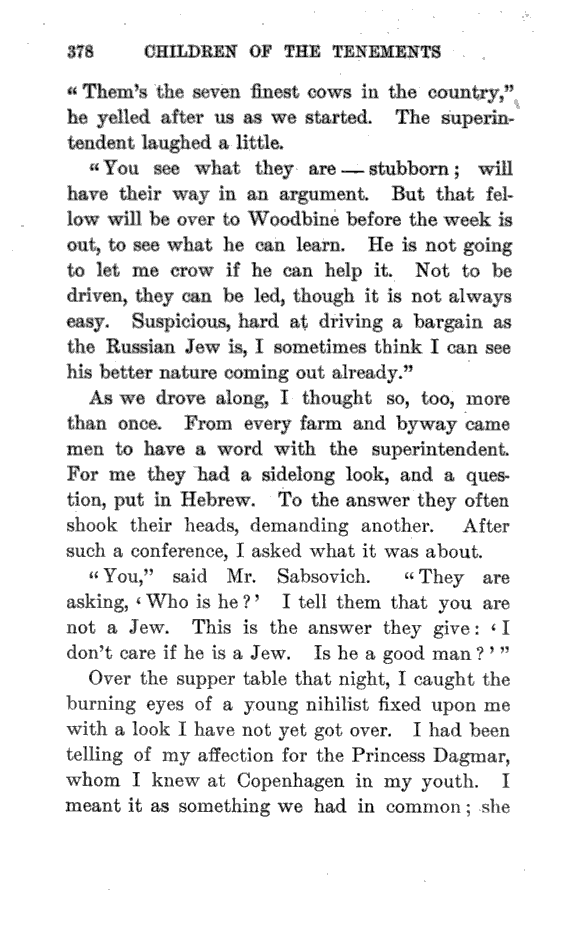 378 CHILDREN OF THE TENEMENTS
“Them’s the seven finest cows in the country,”
he yelled after us as we started. The superin-
tendent laughed a little.
“You see what they are — stubborn; will
have their way in an argument. But that fel-
low will be over to Woodbine before the week is
out, to see what he can learn. He is not going
to let me crow if he can help it. Not to be
driven, they can be led, though it is not always
easy. Suspicious, hard at driving a bargain as
the Russian Jew is, I sometimes think I can see
his better nature coming out already.”
As we drove along, I thought so, too, more
than once. From every farm and byway came
men to have a word with the superintendent.
For me they had a sidelong look, and a ques-
tion, put in Hebrew. To the answer they often
shook their heads, demanding another. After
such a conference, I asked what it was about.
“You,” said Mr. Sabsovich. “They are
asking, ‘Who is he?’ I tell them that you are
not a Jew. This is the answer they give: ‘I
don’t care if he is a Jew. Is he a good man?’”
Over the supper table that night, I caught the
burning eyes of a young nihilist fixed upon me
with a look I have not yet got over. I had been
telling of my affection for the Princess Dagmar,
whom I knew at Copenhagen in my youth. I
meant it as something we had in common; she